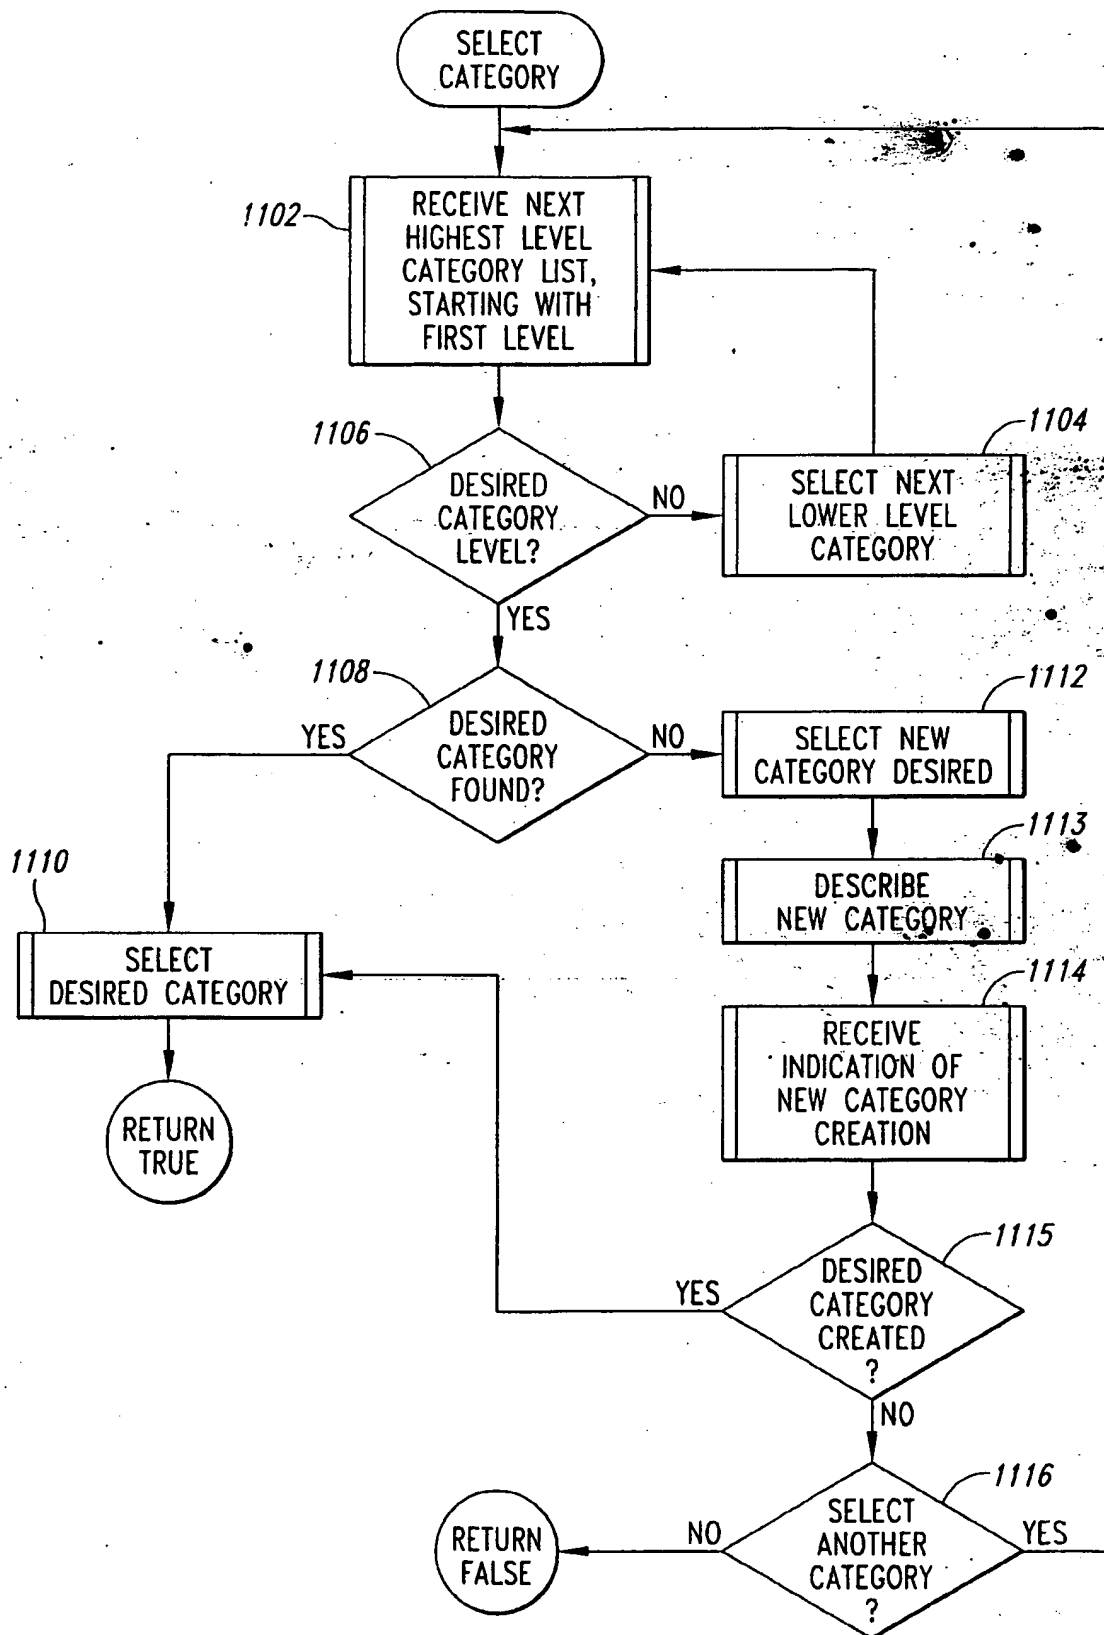 SELECT
CATEGORY
1102
RECEIVE NEXT
HIGHEST LEVEL
CATEGORY LIST,
STARTING WITH
FIRST LEVEL
1106
DESIRED
CATEGORY
LEVEL?
NO
1104
SELECT NEXT
LOWER LEVEL
CATEGORY
YES
1108
DESIRED
CATEGORY
FOUND?
YES
NO
1112
SELECT NEW
CATEGORY DESIRED
1113
DESCRIBE
NEW CATEGORY
1110
SELECT
DESIRED CATEGORY
1114
RECEIVE
INDICATION OF
NEW CATEGORY
CREATION
RETURN
TRUE
1115
DESIRED
CATEGORY
CREATED
?
YES
NO
1116
SELECT
ANOTHER
CATEGORY
?
NO
YES
RETURN
FALSE